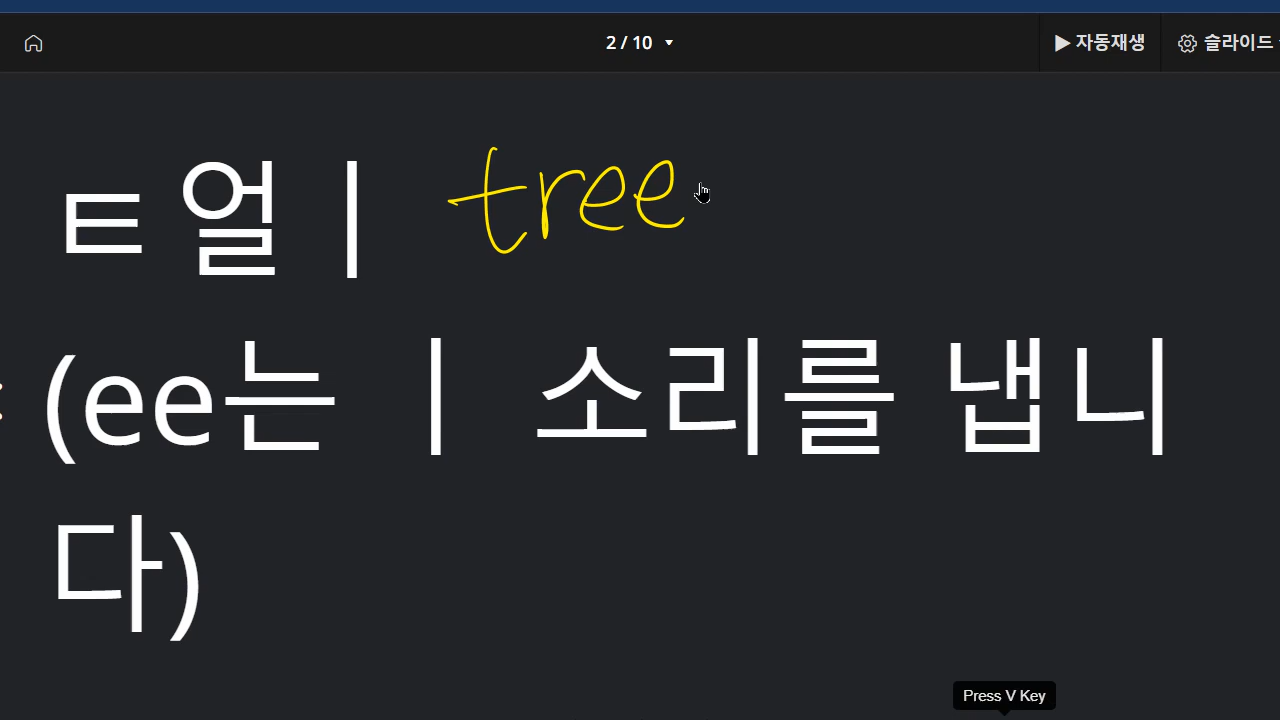 2 / 10
▶ 자동재생
슬라이드
ㅌ얼ㅣ tree
(ee는 ㅣ 소리를 냅니
다)
Press V Key